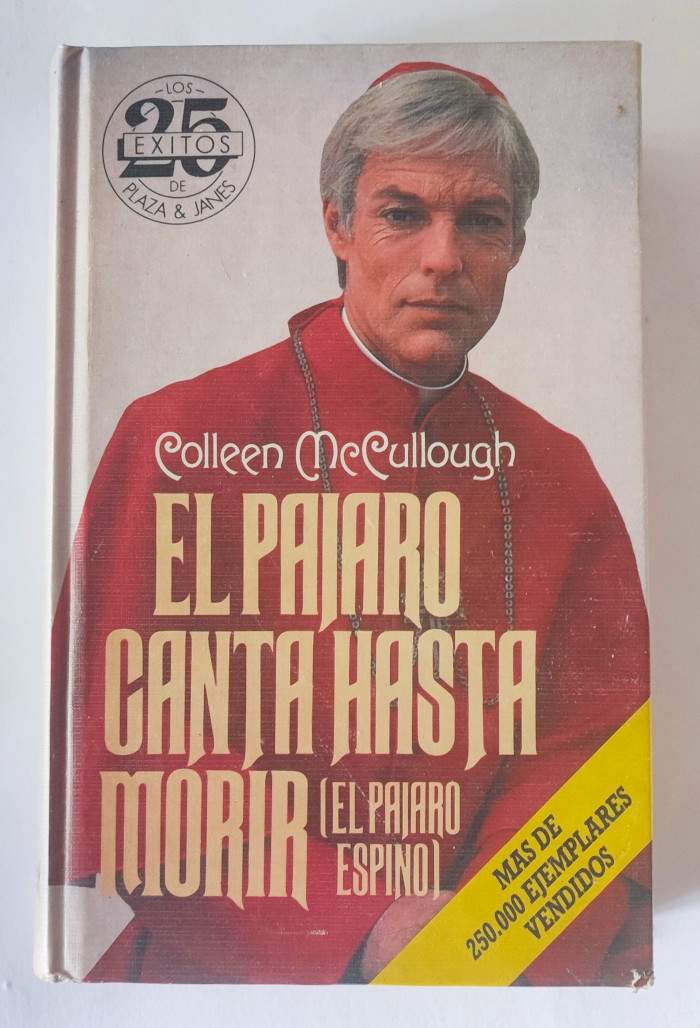 LOS
25
EXITOS
DE
PLAZA & JANES
Colleen McCullough
EL PAJARO
CANTA HASTA
MORIR
(EL PAJARO
ESPINO)
MAS DE
250.000 EJEMPLARES
VENDIDOS